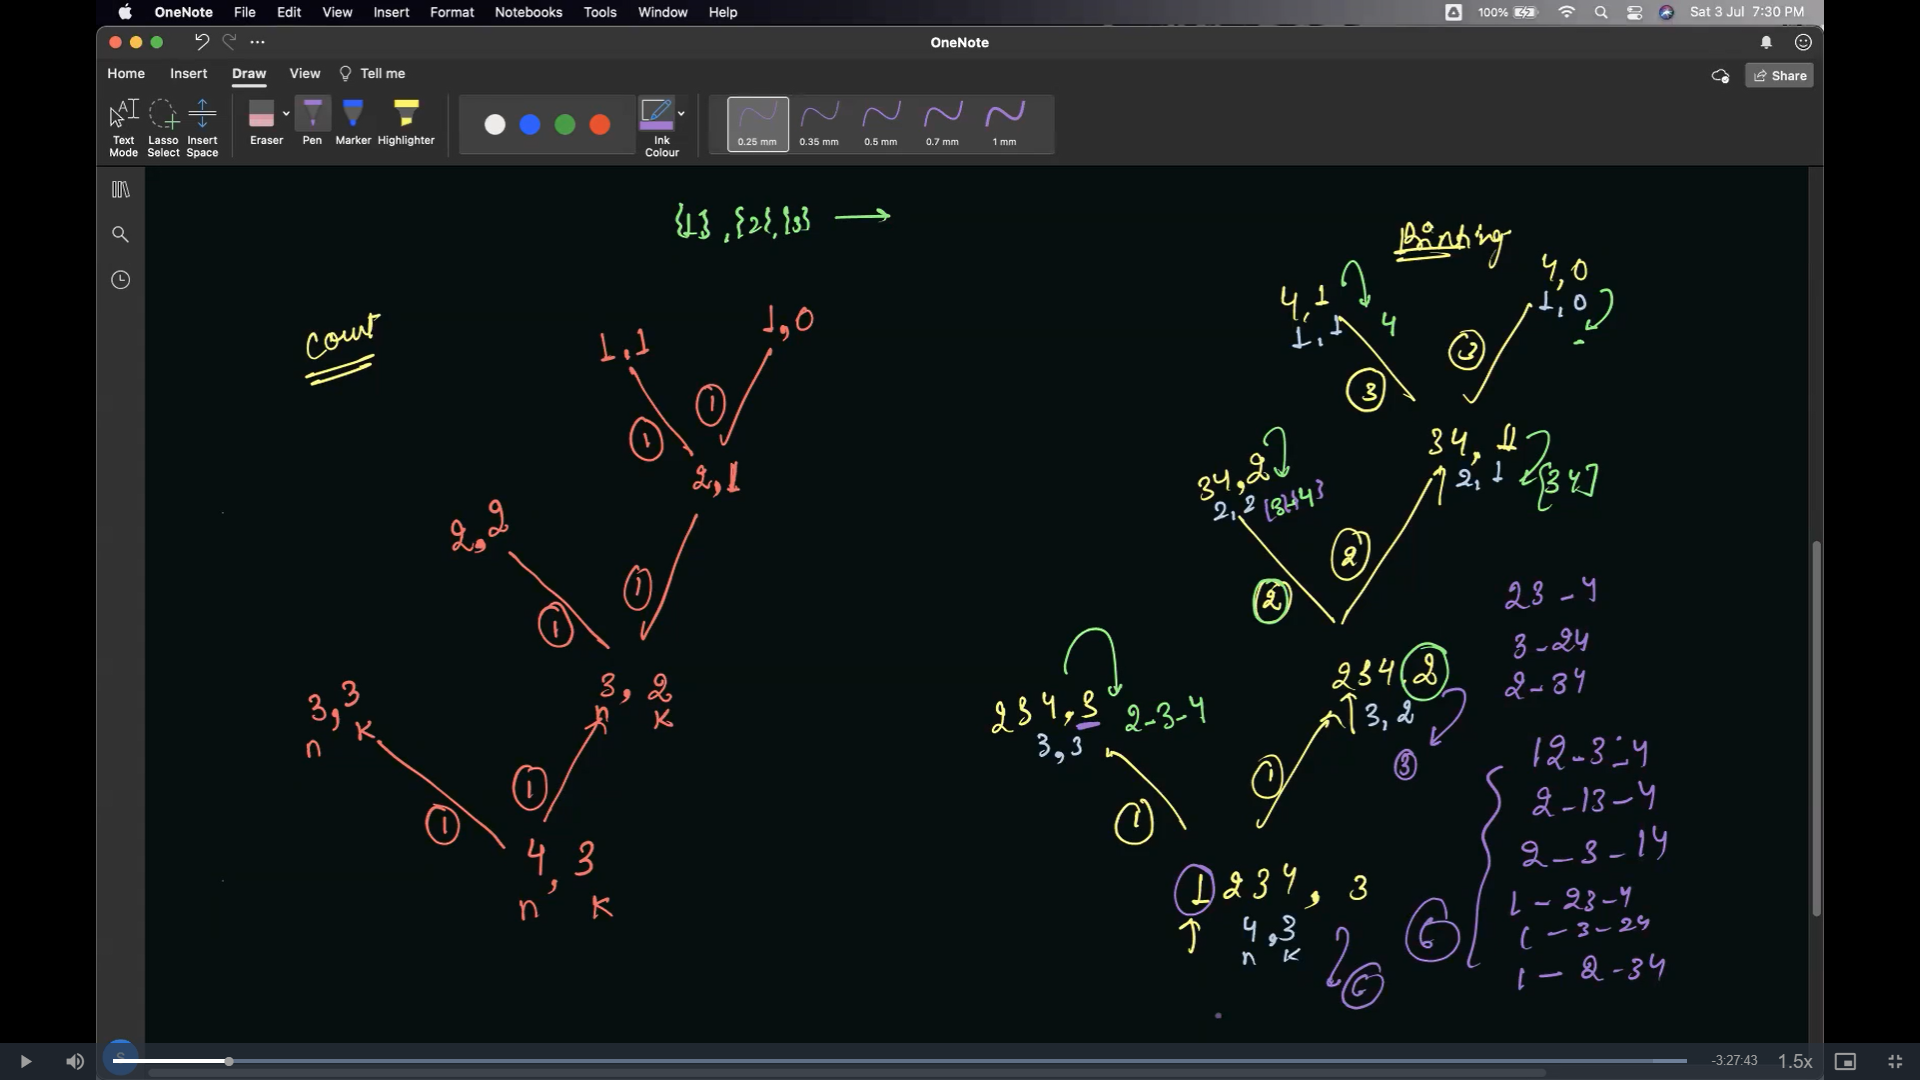 OneNote File Edit View Insert Format Notebooks Tools Window Help
100% Sat 3 Jul 7:30 PM
OneNote
Home Insert Draw View Tell me
Share
Text Mode
Lasso Select
Insert Space
Eraser
Pen
Marker
Highlighter
Ink Colour
0.25 mm
0.35 mm
0.5 mm
0.7 mm
1 mm
{1}, {2}, {3} →
Count
1,1
1,0
1
1
2,1
2,2
1
1
3,3
n k
3, 2
n k
1
1
4, 3
n k
Printing
4,1
1,1
4
4,0
1,0
-
3
3
34,2
2,2
34, 1
2,1
[34]
2
2
234,3
3,3
2-3-4
234 2
3,2
3
1
1
1234, 3
4,3
n k
6
23-4
3-24
2-34
6
12-3-4
2-13-4
2-3-14
1-23-4
1-3-24
1-2-34
-3:27:43
1.5x